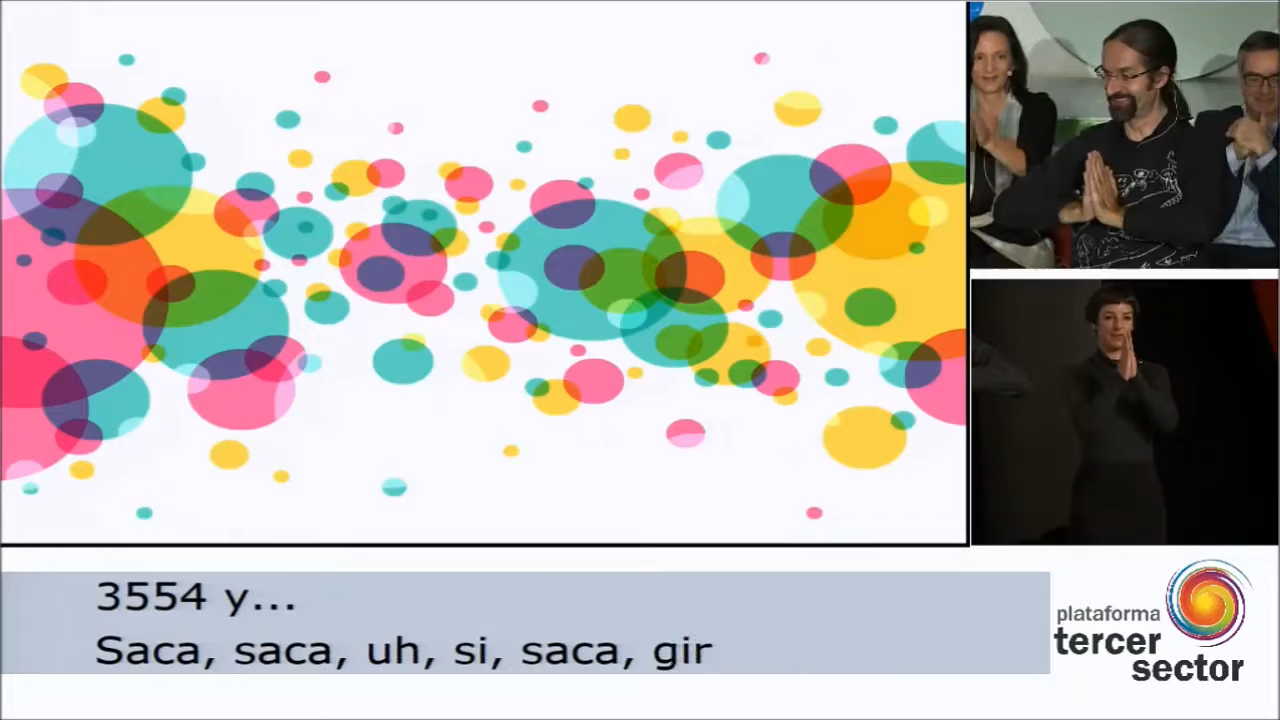 3554 y...
Saca, saca, uh, si, saca, gir
plataforma
tercer
sector